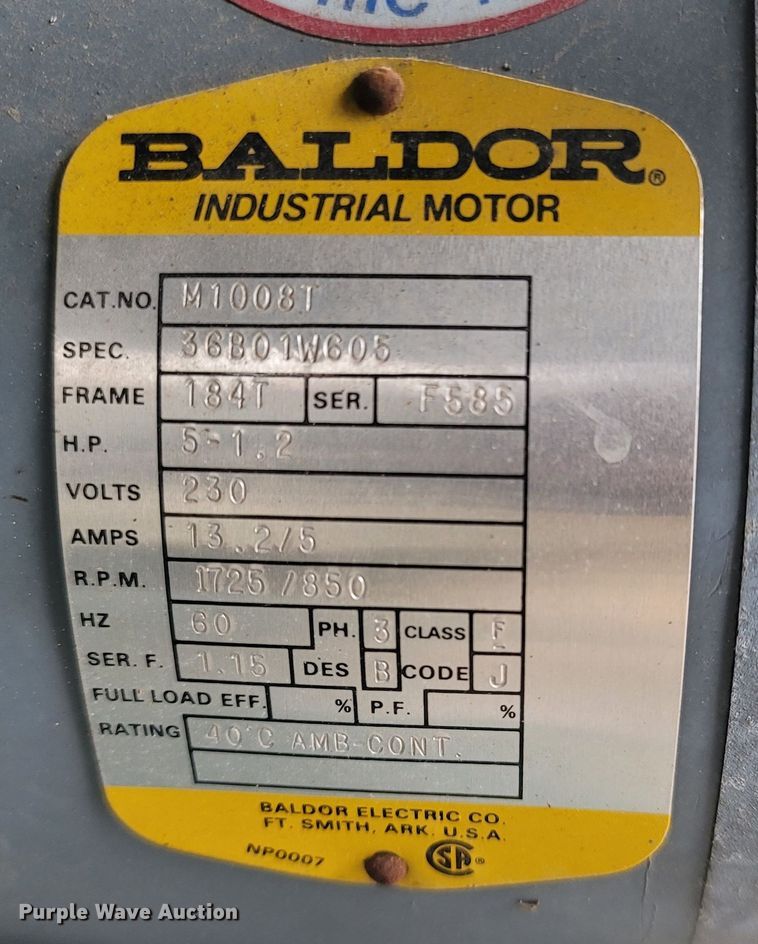 BALDOR®
INDUSTRIAL MOTOR
CAT.NO. M1008T
SPEC. 36B01W605
FRAME 184T SER. F585
H.P. 5-1.2
VOLTS 230
AMPS 13.2/5
R.P.M. 1725/850
HZ 60 PH. 3 CLASS F
SER. F. 1.15 DES B CODE J
FULL LOAD EFF. % P.F. %
RATING 40°C AMB-CONT.
BALDOR ELECTRIC CO.
FT. SMITH, ARK. U.S.A.
NP0007 SA®
Purple Wave Auction